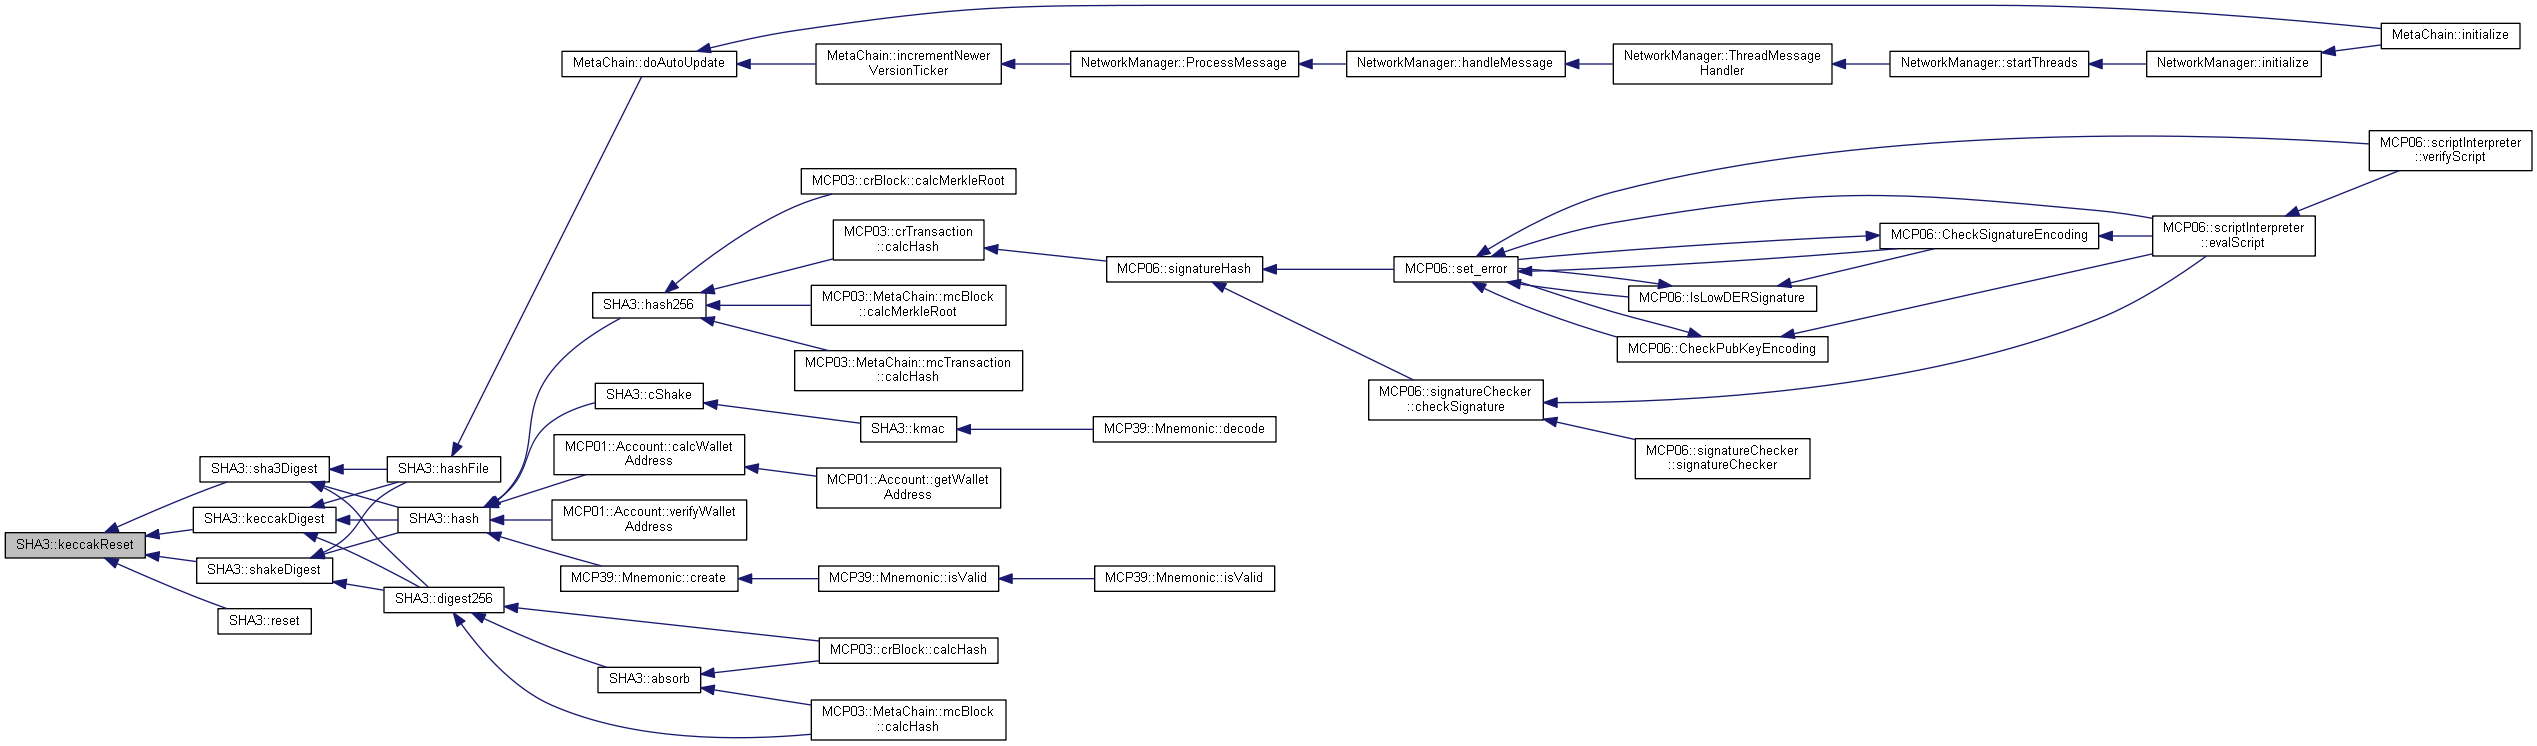 MetaChain::initialize
MetaChain::doAutoUpdate
MetaChain::incrementNewer
VersionTicker
NetworkManager::ProcessMessage
NetworkManager::handleMessage
NetworkManager::ThreadMessage
Handler
NetworkManager::startThreads
NetworkManager::initialize
MCP06::scriptInterpreter
::verifyScript
MCP03::crBlock::calcMerkleRoot
MCP03::crTransaction
::calcHash
MCP06::CheckSignatureEncoding
MCP06::scriptInterpreter
::evalScript
MCP06::signatureHash
MCP06::set_error
SHA3::hash256
MCP03::MetaChain::mcBlock
::calcMerkleRoot
MCP06::IsLowDERSignature
MCP06::CheckPubKeyEncoding
MCP03::MetaChain::mcTransaction
::calcHash
SHA3::cShake
MCP06::signatureChecker
::checkSignature
SHA3::kmac
MCP39::Mnemonic::decode
MCP01::Account::calcWallet
Address
MCP06::signatureChecker
::signatureChecker
SHA3::sha3Digest
SHA3::hashFile
MCP01::Account::getWallet
Address
SHA3::keccakDigest
SHA3::hash
MCP01::Account::verifyWallet
Address
SHA3::keccakReset
SHA3::shakeDigest
MCP39::Mnemonic::create
MCP39::Mnemonic::isValid
MCP39::Mnemonic::isValid
SHA3::digest256
SHA3::reset
MCP03::crBlock::calcHash
SHA3::absorb
MCP03::MetaChain::mcBlock
::calcHash